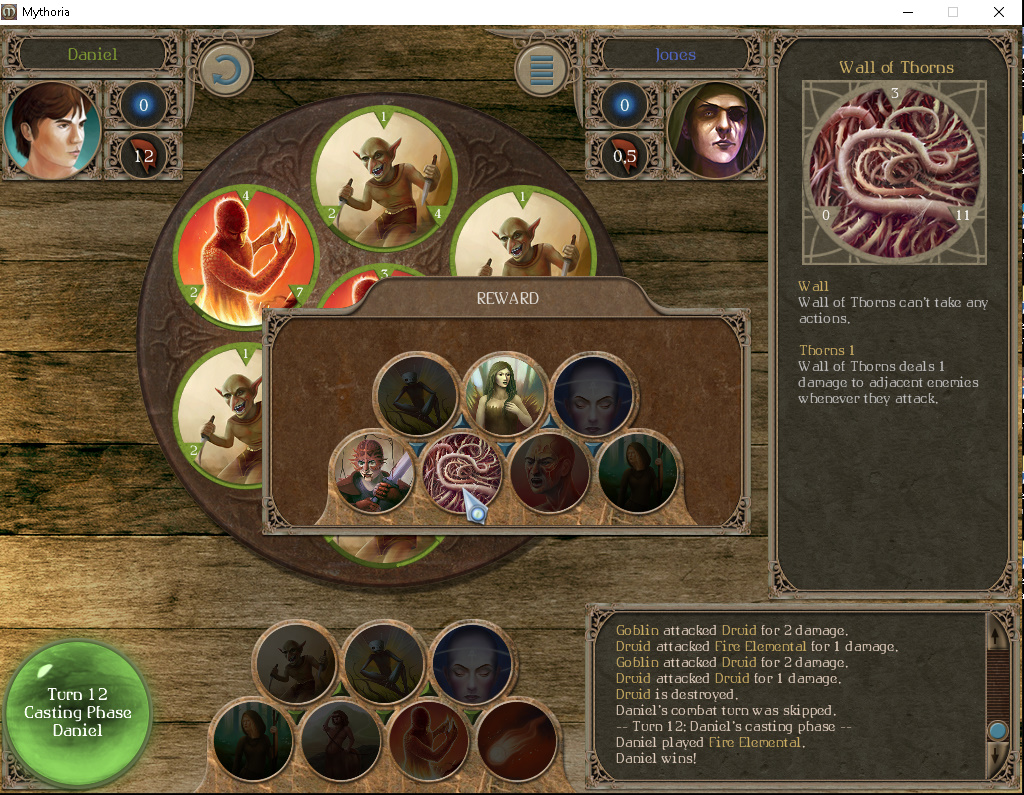 Mythoria
Daniel
Jones
0
0
12
0,5
1
4
2
4
1
2
7
3
1
2
REWARD
Wall of Thorns
3
0
11
Wall
Wall of Thorns can't take any
actions.
Thorns 1
Wall of Thorns deals 1
damage to adjacent enemies
whenever they attack.
Turn 12
Casting Phase
Daniel
Goblin attacked Druid for 2 damage.
Druid attacked Fire Elemental for 1 damage.
Goblin attacked Druid for 2 damage.
Druid attacked Druid for 1 damage.
Druid is destroyed.
Daniel's combat turn was skipped.
-- Turn 12: Daniel's casting phase --
Daniel played Fire Elemental.
Daniel wins!